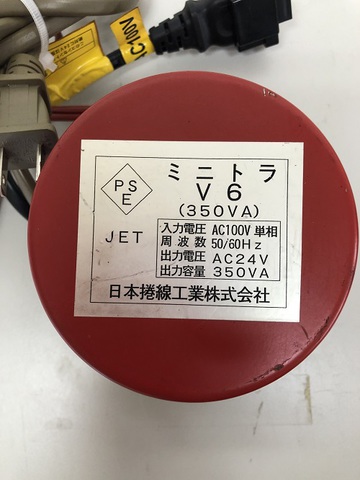 AC100V
ミニトラ
V6
(350VA)
PS
E
JET
入力電圧 AC100V 単相
周波数 50/60Hz
出力電圧 AC24V
出力容量 350VA
日本捲線工業株式会社